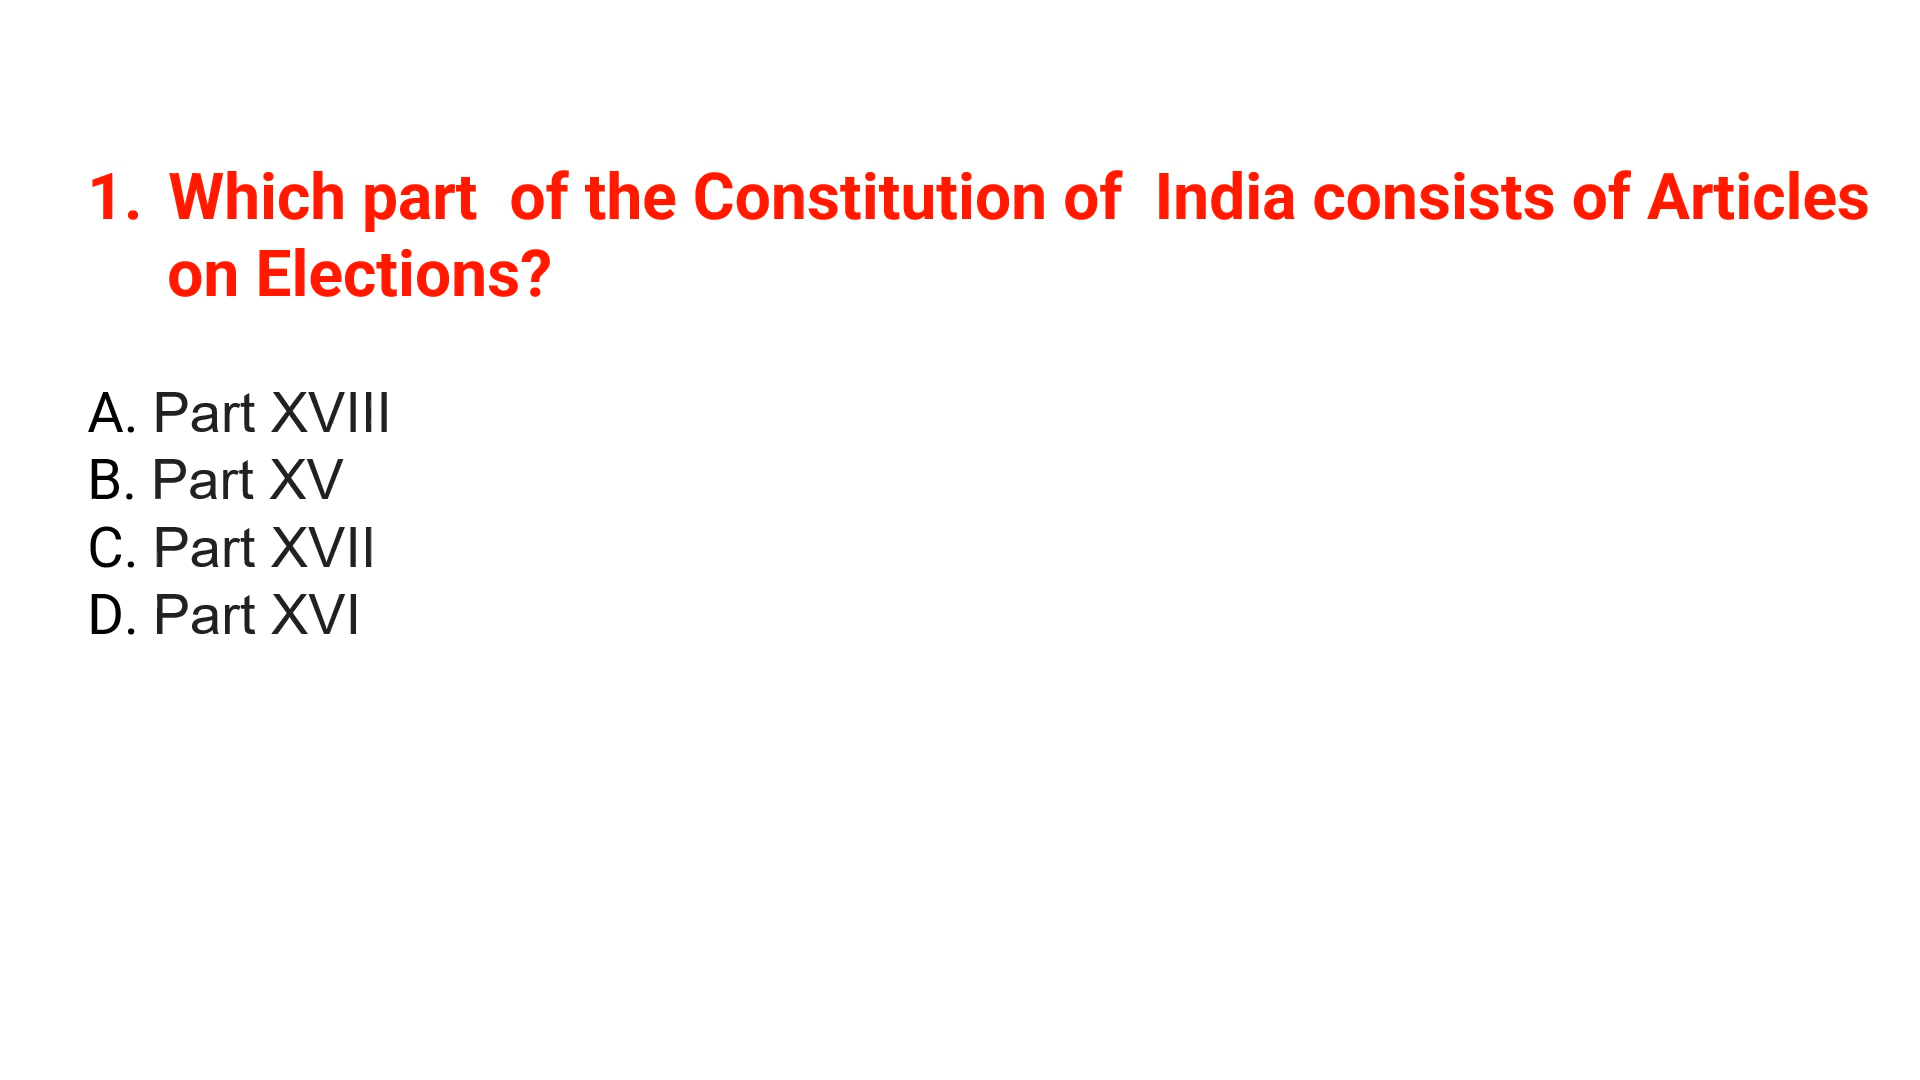 1. Which part of the Constitution of India consists of Articles
on Elections?
A. Part XVIII
B. Part XV
C. Part XVII
D. Part XVI